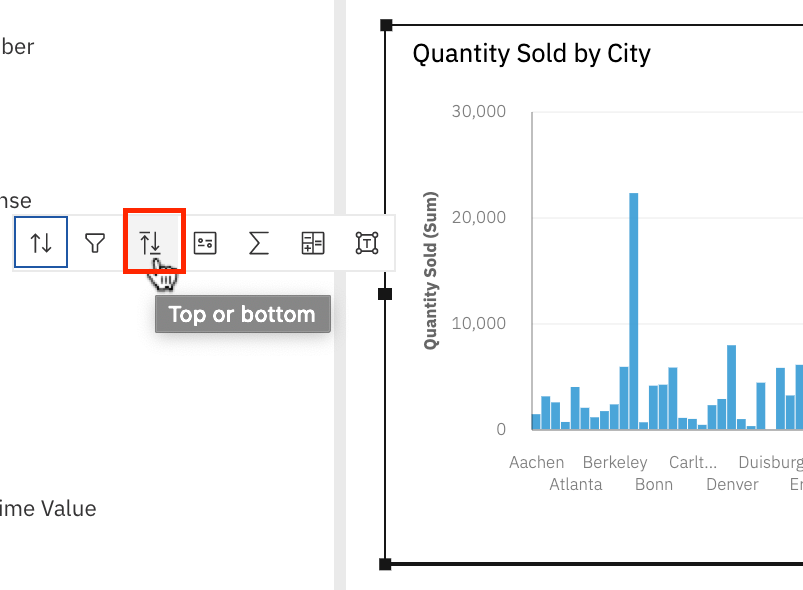 ber
nse
T
Top or bottom
ime Value
Quantity Sold by City
Quantity Sold (Sum)
30,000
20,000
10,000
0
Aachen Berkeley Carlt... Duisburg
Atlanta Bonn Denver Er